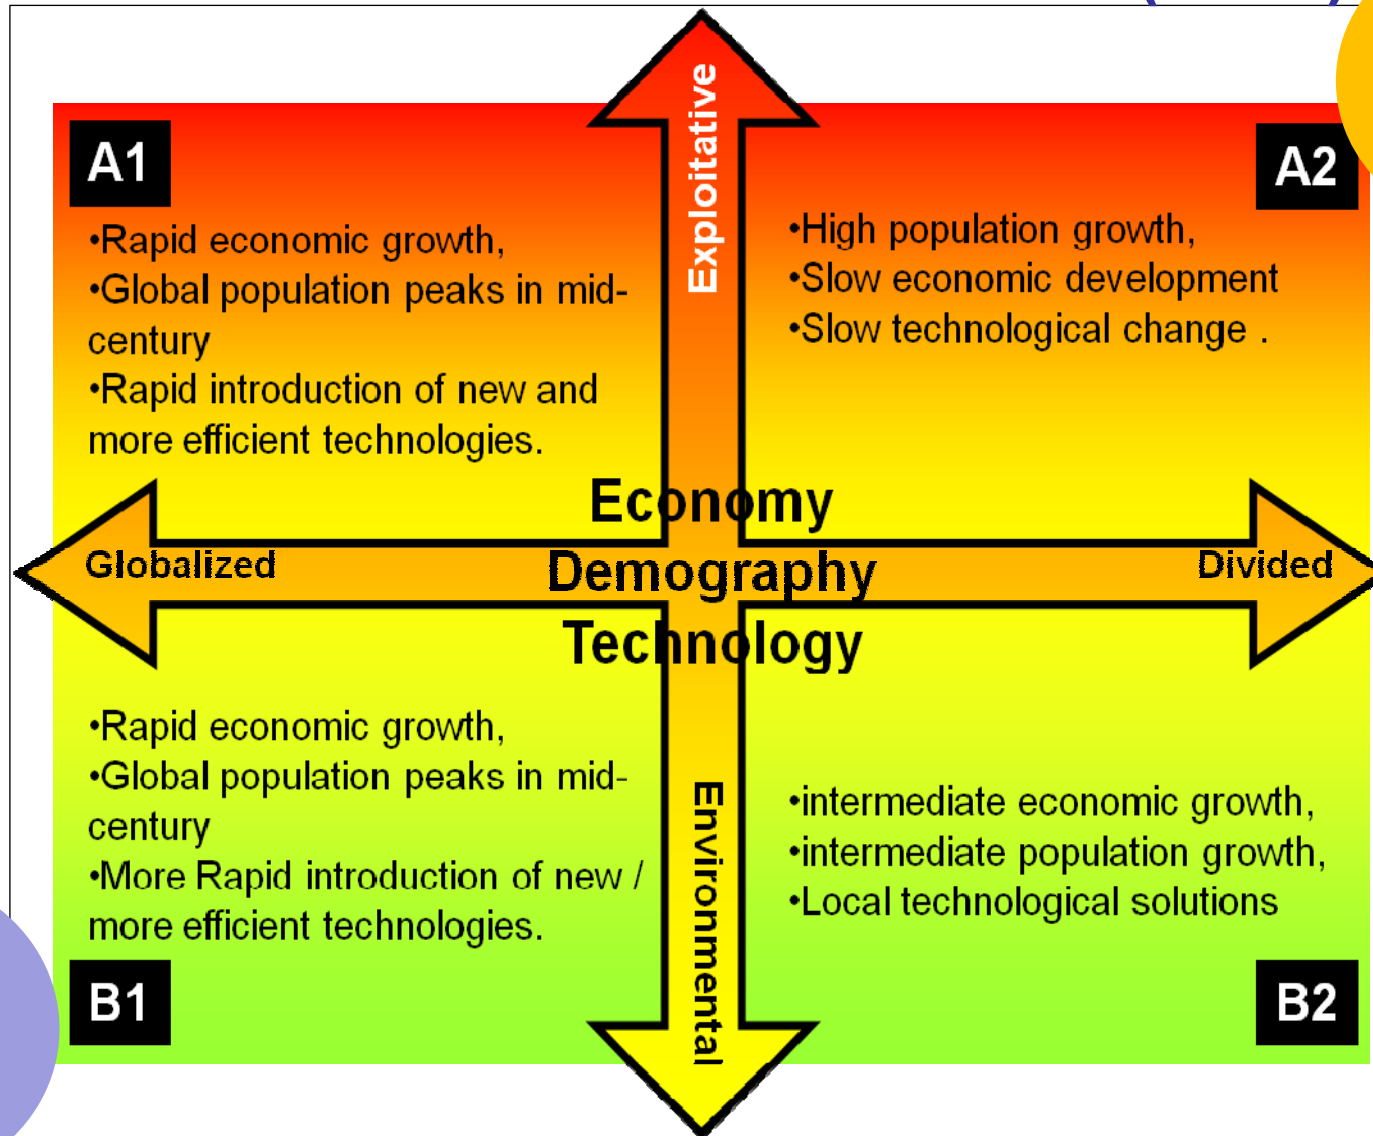 Exploitative
A1
•Rapid economic growth,
•Global population peaks in mid-
century
•Rapid introduction of new and
more efficient technologies.
A2
•High population growth,
•Slow economic development
•Slow technological change .
Economy
Globalized
Demography
Divided
Technology
•Rapid economic growth,
•Global population peaks in mid-
century
•More Rapid introduction of new /
more efficient technologies.
B1
Environmental
•intermediate economic growth,
•intermediate population growth,
•Local technological solutions
B2